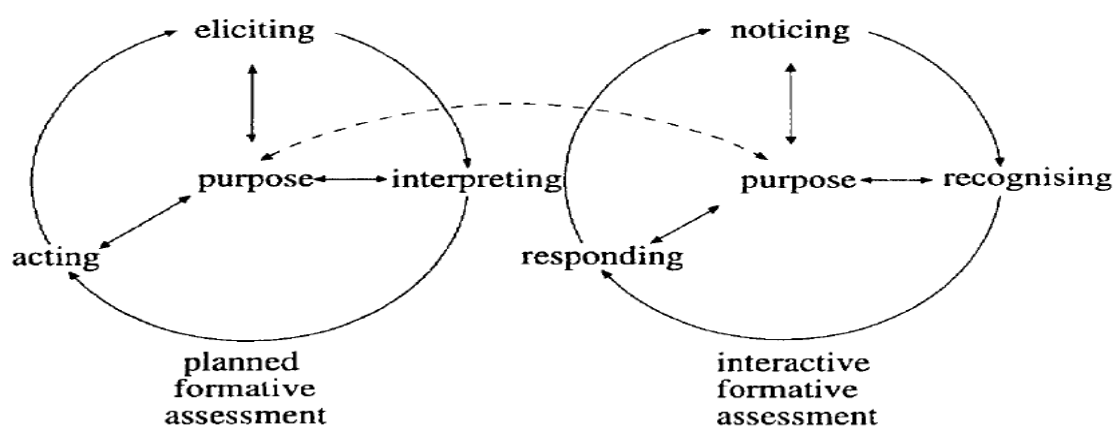 eliciting
noticing
purpose
interpreting
purpose
recognising
acting
responding
planned
formative
assessment
interactive
formative
assessment